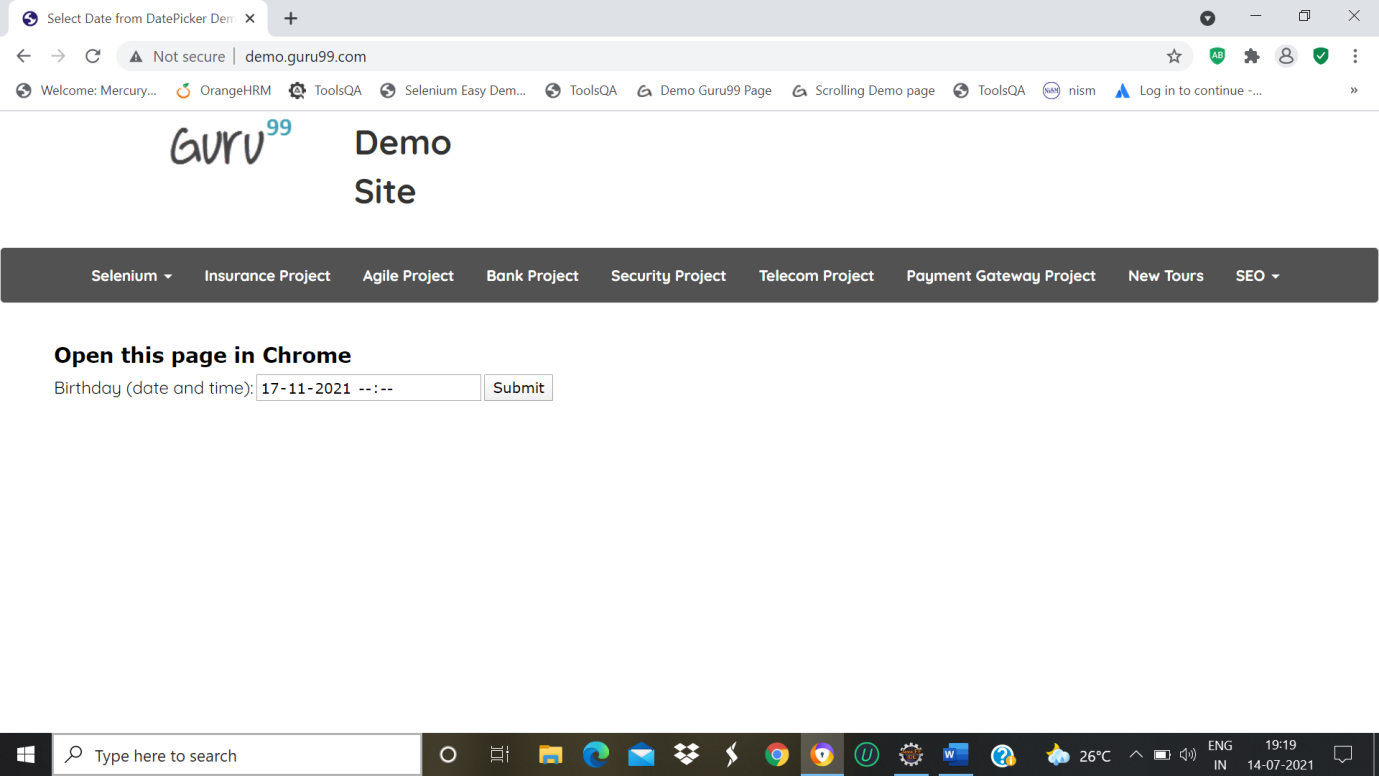 Select Date from DatePicker Dem
Not secure | demo.guru99.com
AB
Welcome: Mercury... OrangeHRM ToolsQA Selenium Easy Dem... ToolsQA Demo Guru99 Page Scrolling Demo page ToolsQA nism Log in to continue -... »
Guru99
Demo
Site
Selenium Insurance Project Agile Project Bank Project Security Project Telecom Project Payment Gateway Project New Tours SEO
Open this page in Chrome
Birthday (date and time): 17-11-2021 --:-- Submit
Type here to search
26°C
ENG
IN
19:19
14-07-2021